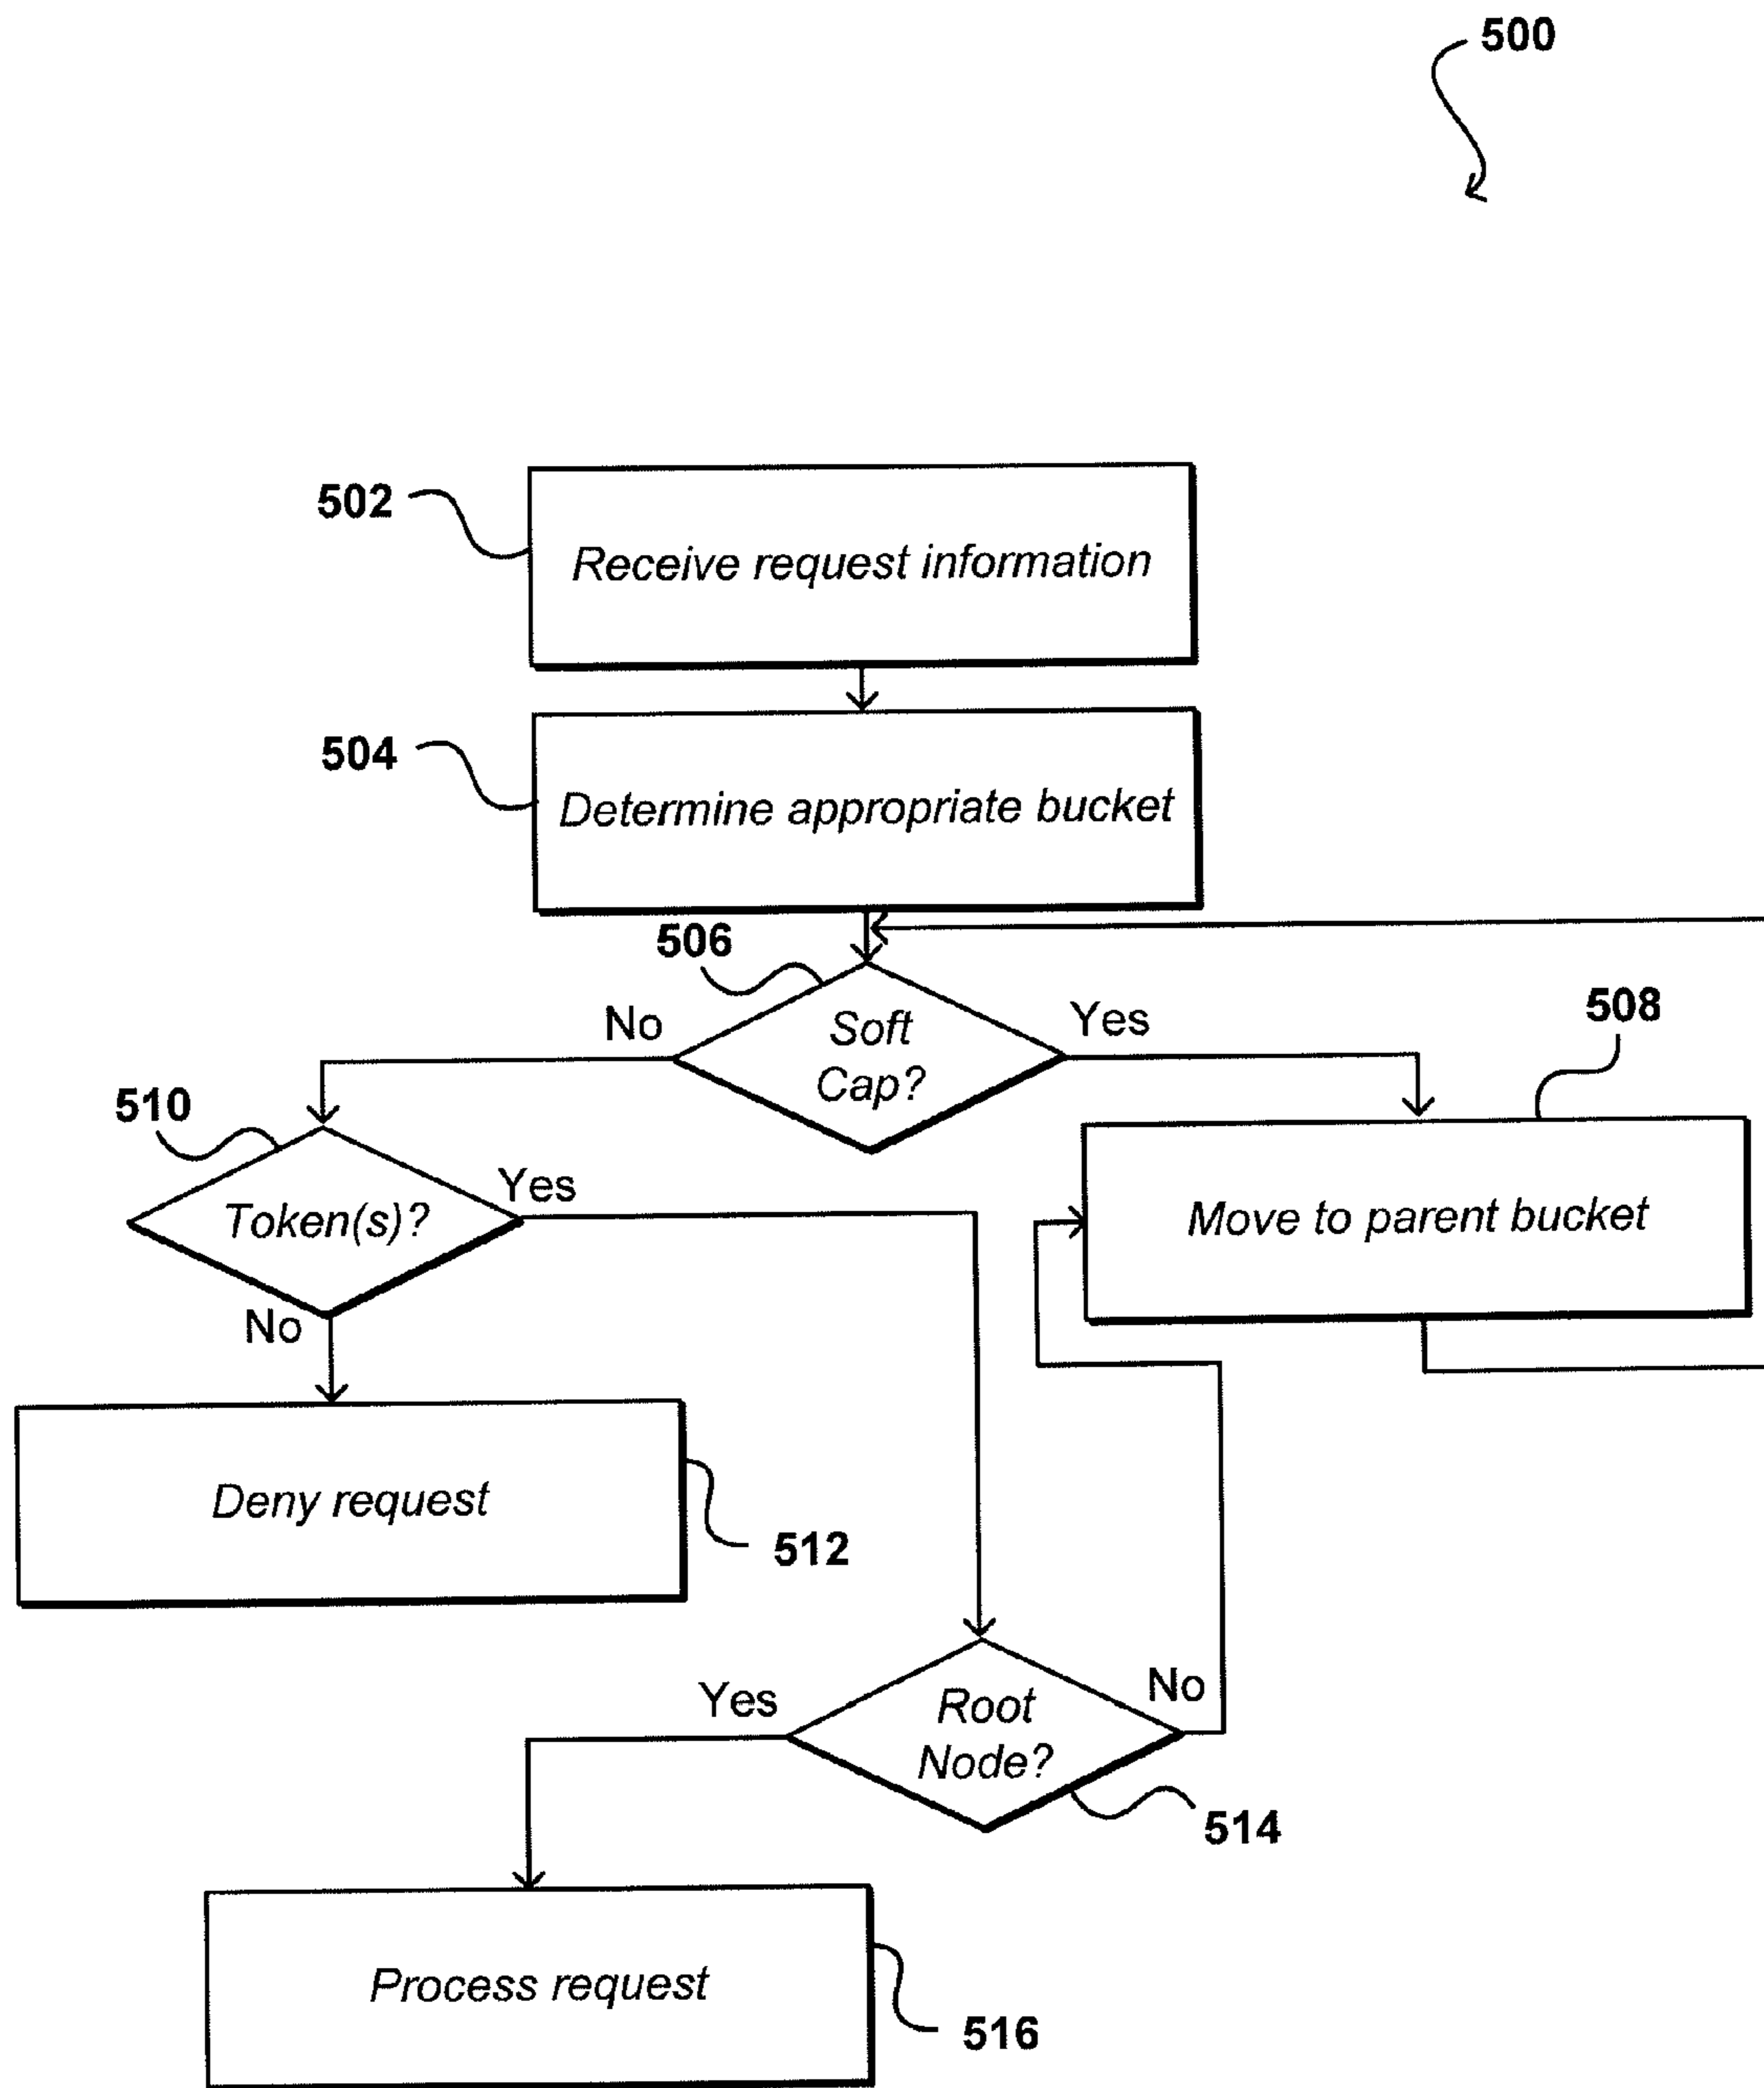 500
502
Receive request information
504
Determine appropriate bucket
506
No
Soft
Cap?
Yes
508
510
Token(s)?
Yes
No
Move to parent bucket
Deny request
512
Yes
Root
Node?
No
514
Process request
516